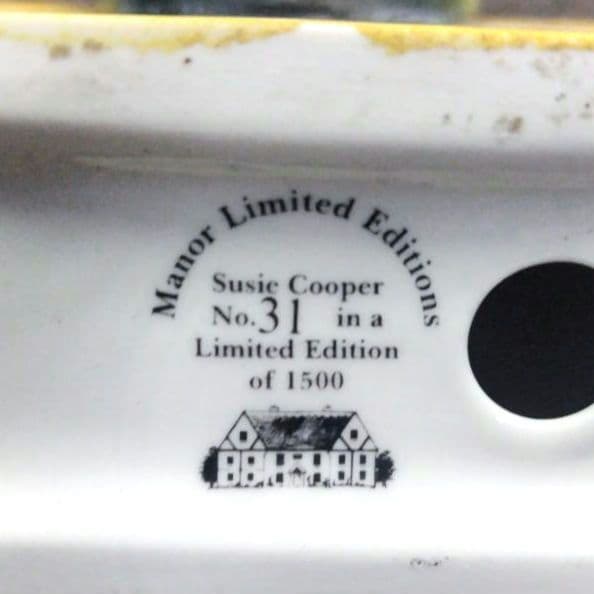 Manor Limited Editions
Susie Cooper
No. 31 in a
Limited Edition
of 1500